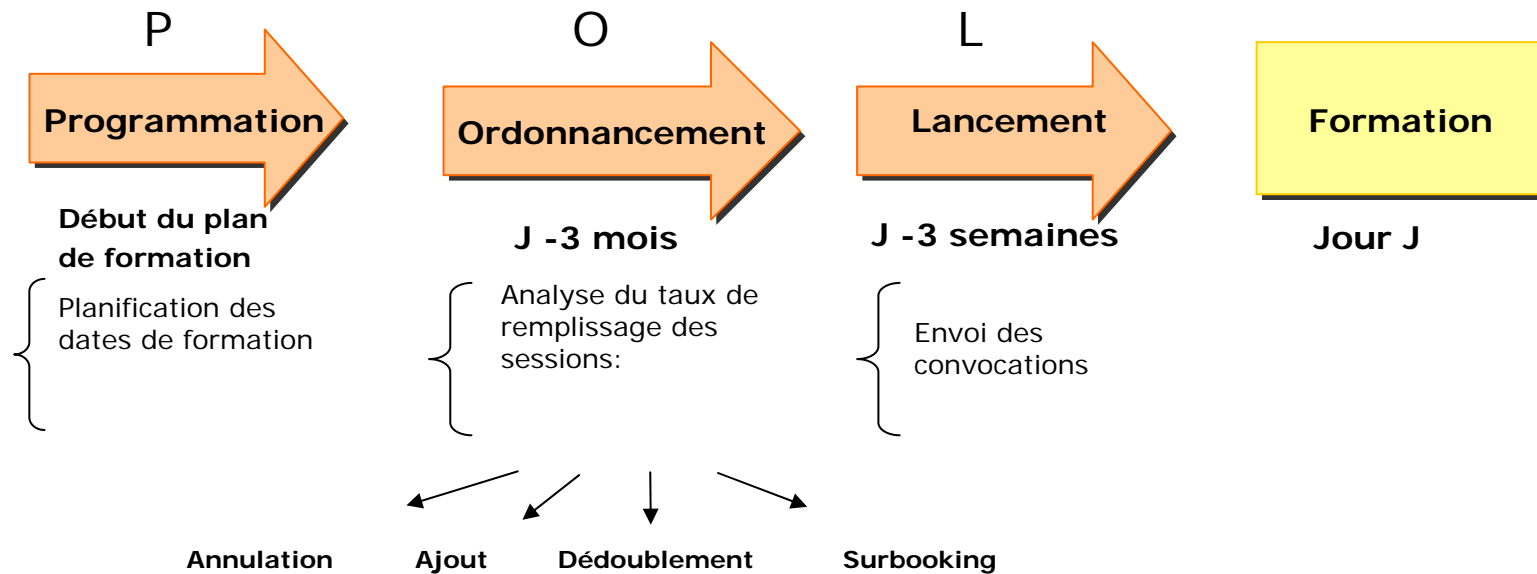 P
O
L
Programmation
Ordonnancement
Lancement
Formation
Début du plan
de formation
J -3 mois
J -3 semaines
Jour J
Planification des
dates de formation
Analyse du taux de
remplissage des
sessions:
Envoi des
convocations
Annulation
Ajout
Dédoublement
Surbooking